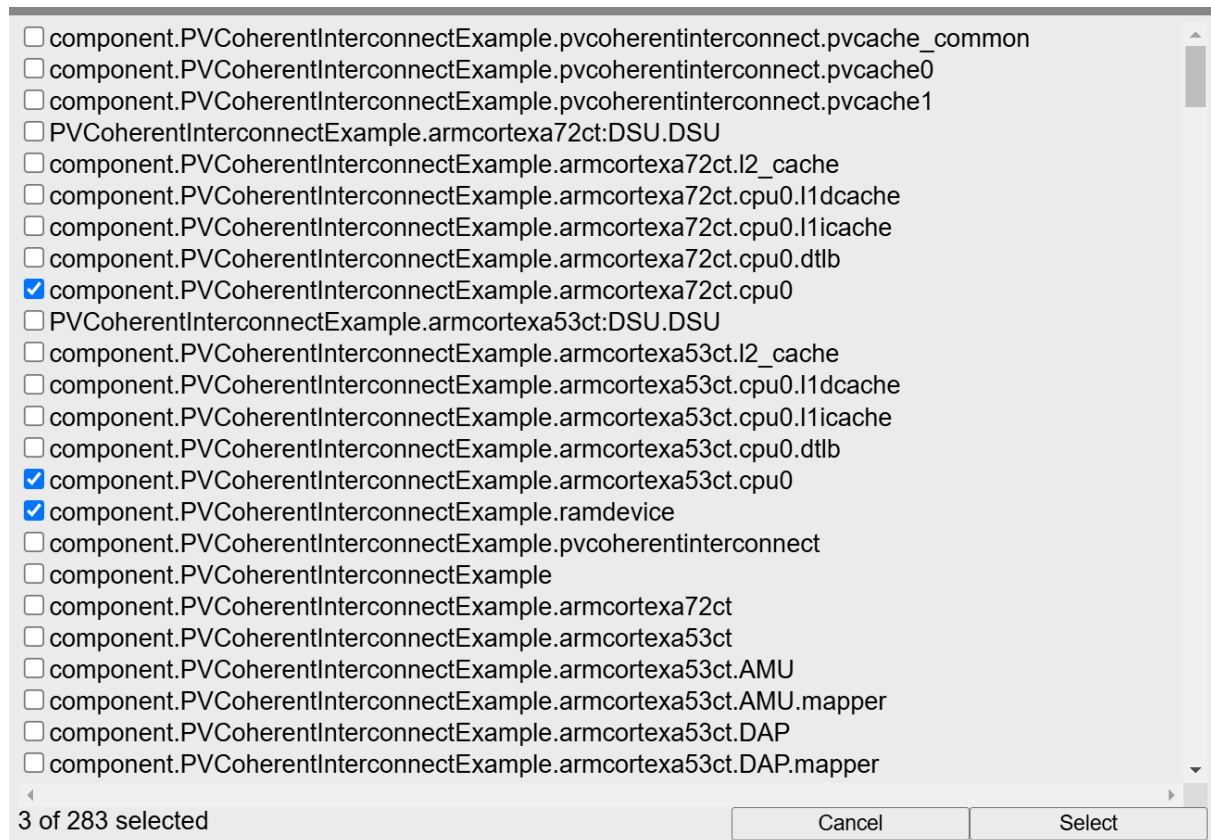 component.PVCoherentInterconnectExample.pvcoherentinterconnect.pvcache_common
component.PVCoherentInterconnectExample.pvcoherentinterconnect.pvcache0
component.PVCoherentInterconnectExample.pvcoherentinterconnect.pvcache1
PVCoherentInterconnectExample.armcortexa72ct:DSU.DSU
component.PVCoherentInterconnectExample.armcortexa72ct.l2_cache
component.PVCoherentInterconnectExample.armcortexa72ct.cpu0.l1dcache
component.PVCoherentInterconnectExample.armcortexa72ct.cpu0.l1icache
component.PVCoherentInterconnectExample.armcortexa72ct.cpu0.dtlb
component.PVCoherentInterconnectExample.armcortexa72ct.cpu0
PVCoherentInterconnectExample.armcortexa53ct:DSU.DSU
component.PVCoherentInterconnectExample.armcortexa53ct.l2_cache
component.PVCoherentInterconnectExample.armcortexa53ct.cpu0.l1dcache
component.PVCoherentInterconnectExample.armcortexa53ct.cpu0.l1icache
component.PVCoherentInterconnectExample.armcortexa53ct.cpu0.dtlb
component.PVCoherentInterconnectExample.armcortexa53ct.cpu0
component.PVCoherentInterconnectExample.ramdevice
component.PVCoherentInterconnectExample.pvcoherentinterconnect
component.PVCoherentInterconnectExample
component.PVCoherentInterconnectExample.armcortexa72ct
component.PVCoherentInterconnectExample.armcortexa53ct
component.PVCoherentInterconnectExample.armcortexa53ct.AMU
component.PVCoherentInterconnectExample.armcortexa53ct.AMU.mapper
component.PVCoherentInterconnectExample.armcortexa53ct.DAP
component.PVCoherentInterconnectExample.armcortexa53ct.DAP.mapper
3 of 283 selected Cancel Select